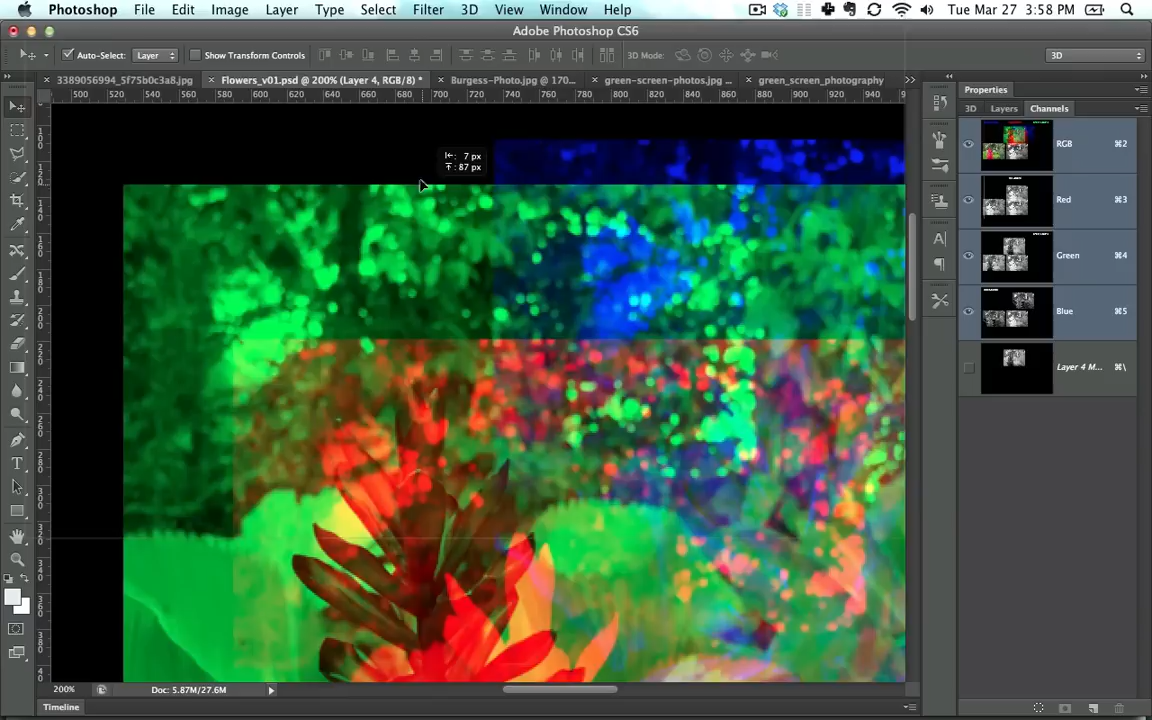 Photoshop File Edit Image Layer Type Select Filter 3D View Window Help Tue Mar 27 3:58 PM
Adobe Photoshop CS6
Auto-Select: Layer Show Transform Controls 3D Mode: 3D
3389056994_5f75b0c3a8.jpg Flowers_v01.psd @ 200% (Layer 4, RGB/8) * Burgess-Photo.jpg @ 170... green-screen-photos.jpg ... green_screen_photography
500 520 540 560 580 600 620 640 660 680 700 720 740 760 780 800 820 840 860 880 900 920 940
Properties
3D Layers Channels
RGB ⌘2
7 px
87 px
Red ⌘3
Green ⌘4
Blue ⌘5
Layer 4 M... ⌘\
200% Doc: 5.87M/27.6M
Timeline